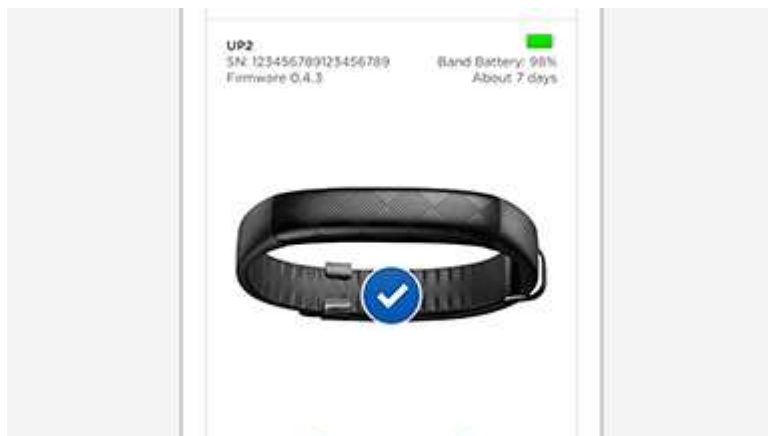 UP2
SN: 123456789123456789
Band Battery: 98%
Firmware 0.4.3
About 7 days